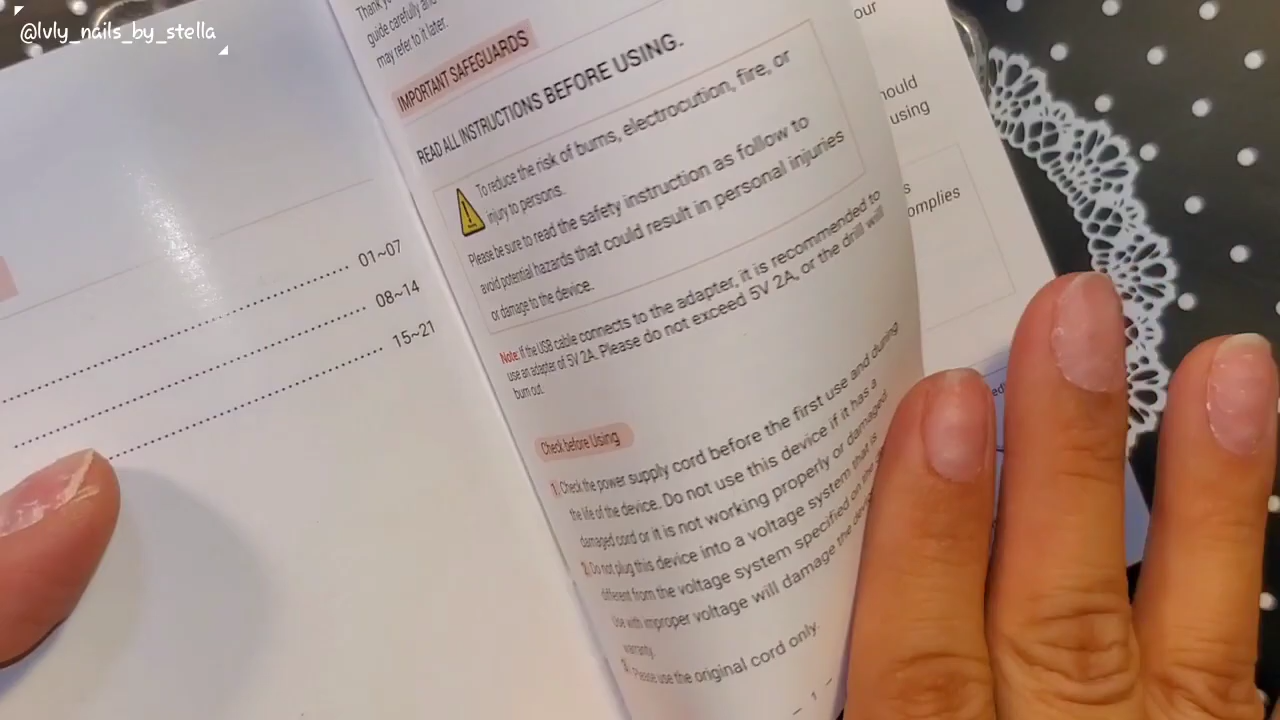 @lvly_nails_by_stella
01~07
08~14
15~21
Thank
guide carefully and
may refer to it later.
IMPORTANT SAFEGUARDS
READ ALL INSTRUCTIONS BEFORE USING.
To reduce the risk of burns, electrocution, fire, or
injury to persons.
Please be sure to read the safety instruction as follow to
avoid potential hazards that could result in personal injuries
or damage to the device.
Note: If the USB cable connects to the adapter, it is recommended to
use an adapter of 5V 2A. Please do not exceed 5V 2A, or the drill will
burn out.
Check before Using
1. Check the power supply cord before the first use and during
the life of the device. Do not use this device if it has a
damaged cord or it is not working properly or damaged.
2. Do not plug this device into a voltage system that is
different from the voltage system specified on the
Use with improper voltage will damage the
warranty.
3. Please use the original cord only.
– 1 –
our
using
omplies